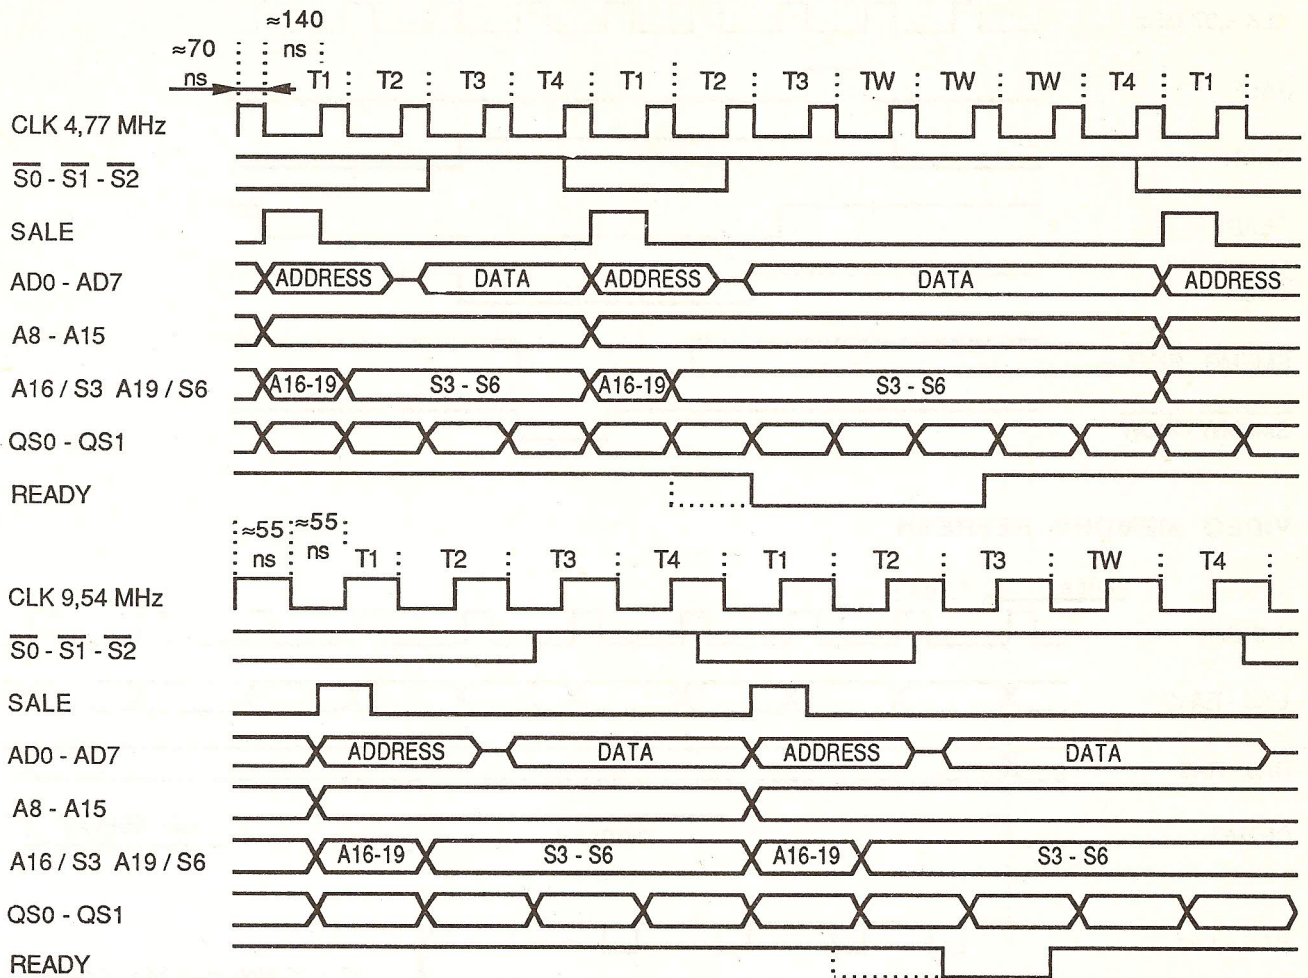 ≈140
≈70 ns
ns T1 T2 T3 T4 T1 T2 T3 TW TW TW T4 T1
CLK 4,77 MHz
S0 - S1 - S2
SALE
AD0 - AD7 ADDRESS DATA ADDRESS DATA ADDRESS
A8 - A15
A16 / S3 A19 / S6 A16-19 S3 - S6 A16-19 S3 - S6
QS0 - QS1
READY
≈55 ≈55
ns ns T1 T2 T3 T4 T1 T2 T3 TW T4
CLK 9,54 MHz
S0 - S1 - S2
SALE
AD0 - AD7 ADDRESS DATA ADDRESS DATA
A8 - A15
A16 / S3 A19 / S6 A16-19 S3 - S6 A16-19 S3 - S6
QS0 - QS1
READY